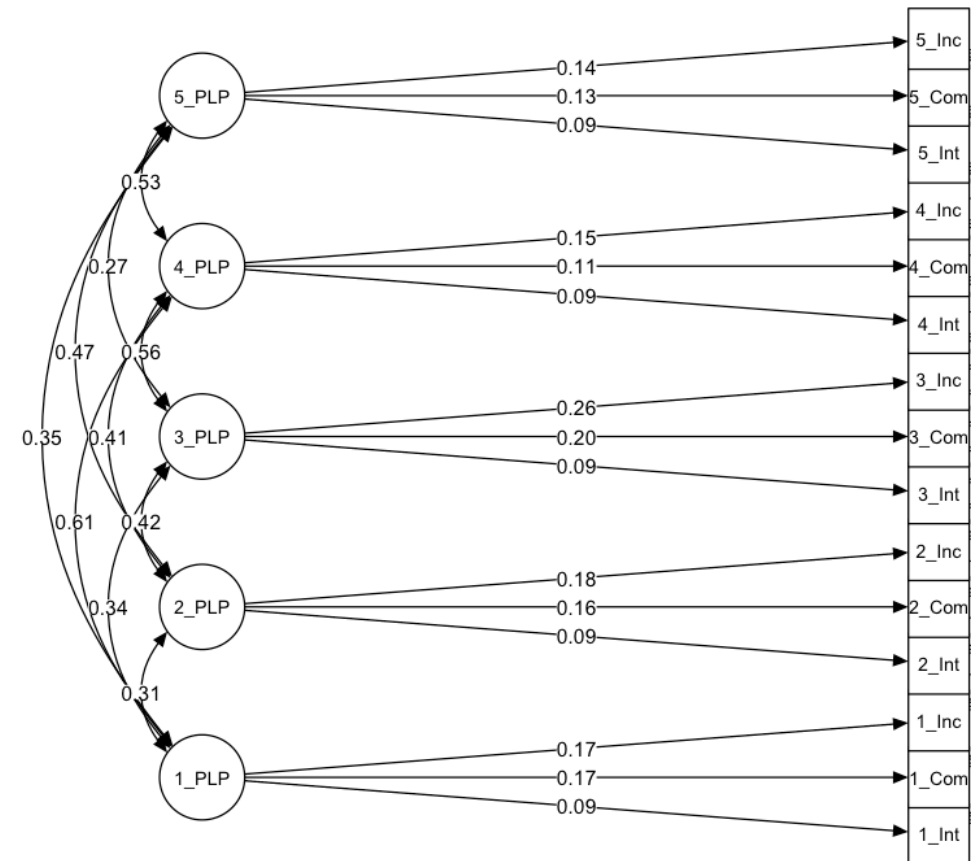 5_Inc
0.14
5_PLP
0.13
5_Com
0.09
5_Int
0.53
4_Inc
0.15
0.27
4_PLP
0.11
4_Com
0.09
4_Int
0.47
0.56
3_Inc
0.26
0.35
0.41
3_PLP
0.20
3_Com
0.09
3_Int
0.61
0.42
2_Inc
0.18
0.34
2_PLP
0.16
2_Com
0.09
2_Int
0.31
1_Inc
0.17
1_PLP
0.17
1_Com
0.09
1_Int